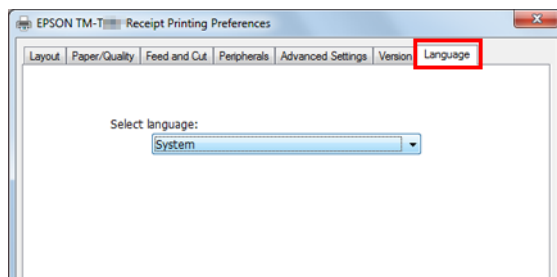 EPSON TM-T Receipt Printing Preferences
Layout Paper/Quality Feed and Cut Peripherals Advanced Settings Version Language
Select language:
System